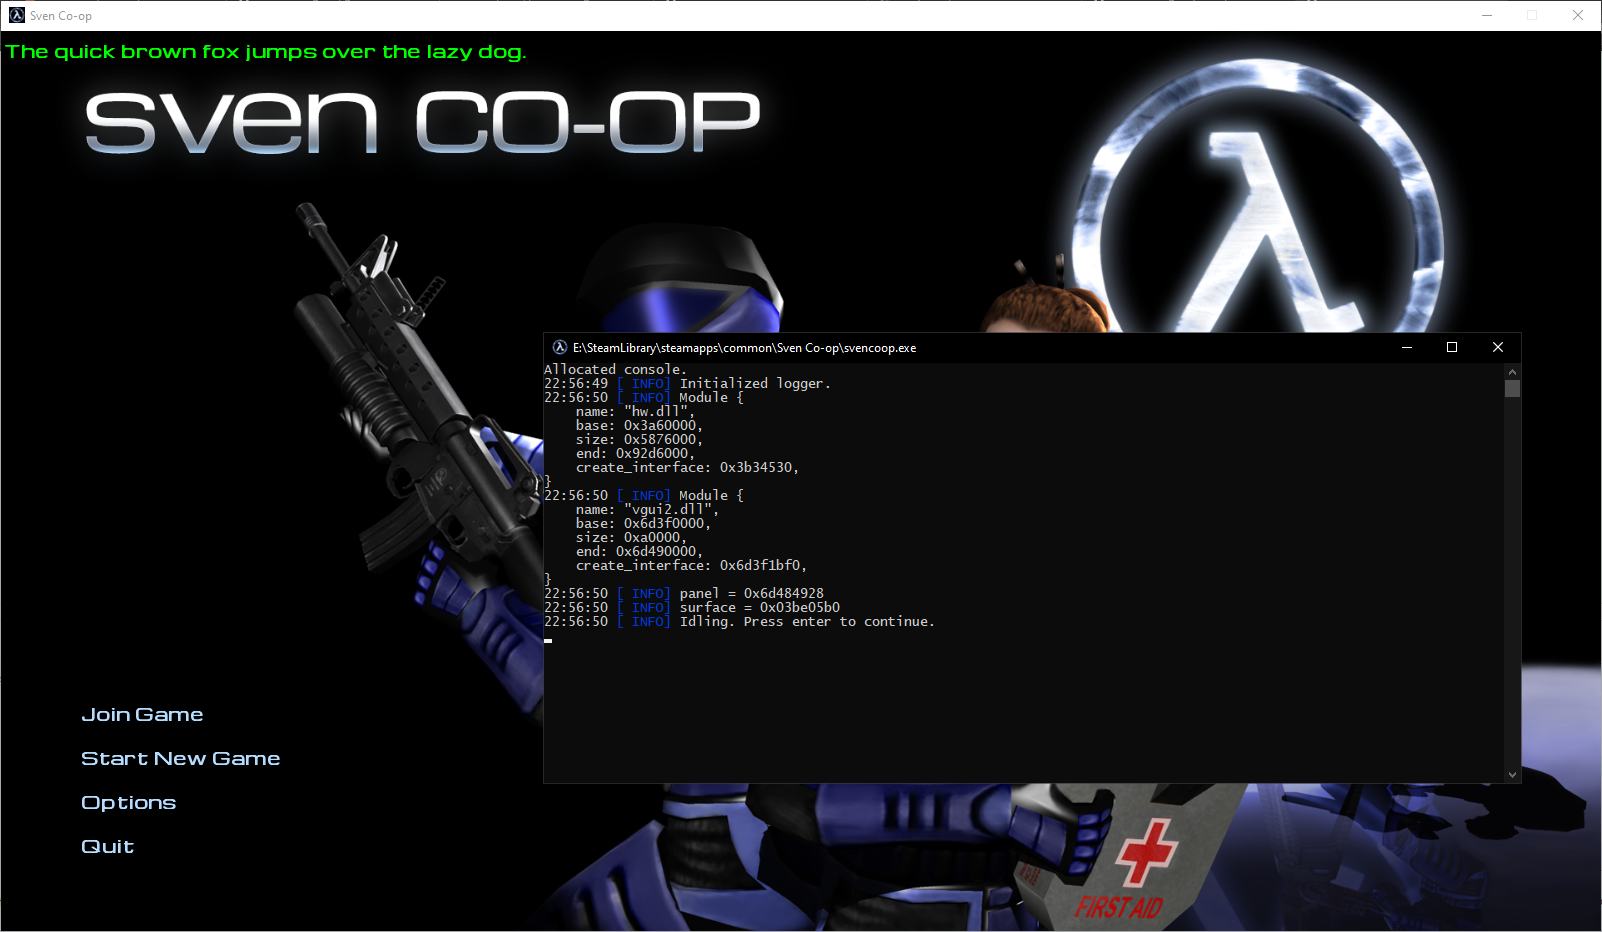 Sven Co-op
The quick brown fox jumps over the lazy dog.
sven CO-OP
E:\SteamLibrary\steamapps\common\Sven Co-op\svencoop.exe
Allocated console.
22:56:49 [ INFO] Initialized logger.
22:56:50 [ INFO] Module {
    name: "hw.dll",
    base: 0x3a60000,
    size: 0x5876000,
    end: 0x92d6000,
    create_interface: 0x3b34530,
}
22:56:50 [ INFO] Module {
    name: "vgui2.dll",
    base: 0x6d3f0000,
    size: 0xa0000,
    end: 0x6d490000,
    create_interface: 0x6d3f1bf0,
}
22:56:50 [ INFO] panel = 0x6d484928
22:56:50 [ INFO] surface = 0x03be05b0
22:56:50 [ INFO] Idling. Press enter to continue.
Join Game
Start New Game
Options
Quit
FIRST AID